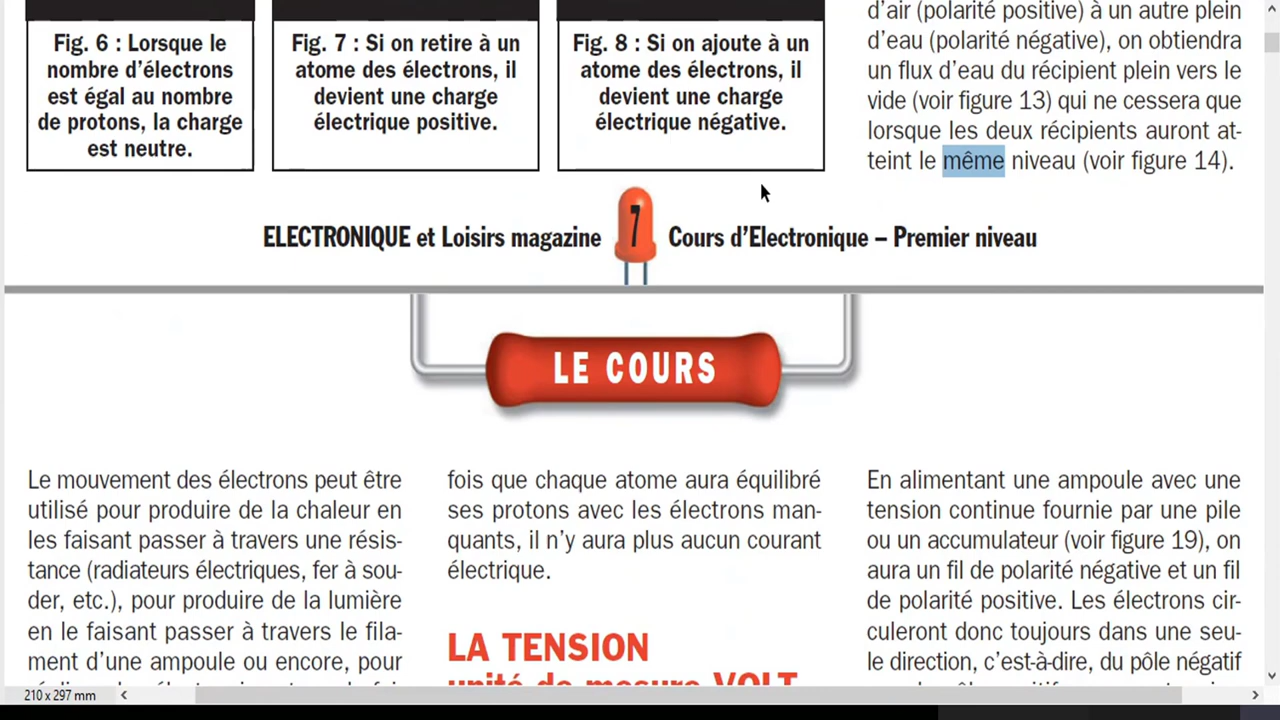 Fig. 6 : Lorsque le
nombre d’électrons
est égal au nombre
de protons, la charge
est neutre.
Fig. 7 : Si on retire à un
atome des électrons, il
devient une charge
électrique positive.
Fig. 8 : Si on ajoute à un
atome des électrons, il
devient une charge
électrique négative.
d’air (polarité positive) à un autre plein
d’eau (polarité négative), on obtiendra
un flux d’eau du récipient plein vers le
vide (voir figure 13) qui ne cessera que
lorsque les deux récipients auront at-
teint le même niveau (voir figure 14).
ELECTRONIQUE et Loisirs magazine 7 Cours d’Electronique – Premier niveau
LE COURS
Le mouvement des électrons peut être
utilisé pour produire de la chaleur en
les faisant passer à travers une résis-
tance (radiateurs électriques, fer à sou-
der, etc.), pour produire de la lumière
en le faisant passer à travers le fila-
ment d’une ampoule ou encore, pour
fois que chaque atome aura équilibré
ses protons avec les électrons man-
quants, il n’y aura plus aucun courant
électrique.
LA TENSION
unité de mesure VOLT
En alimentant une ampoule avec une
tension continue fournie par une pile
ou un accumulateur (voir figure 19), on
aura un fil de polarité négative et un fil
de polarité positive. Les électrons cir-
culeront donc toujours dans une seu-
le direction, c’est-à-dire, du pôle négatif
210 x 297 mm